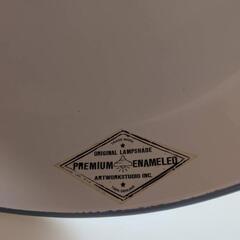 ORIGINAL LAMPSHADE
PREMIUM ENAMELED
ARTWORKSTUDIO INC.